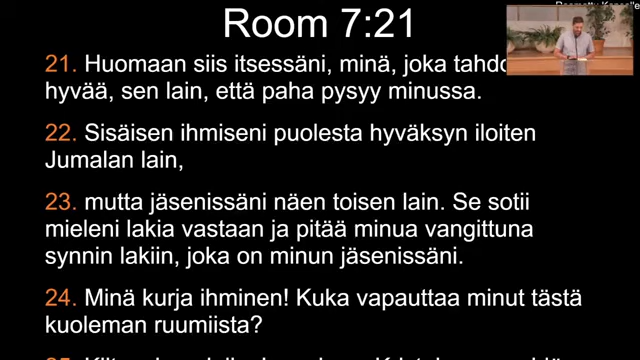 Room 7:21
21. Huomaan siis itsessäni, minä, joka
hyvää, sen lain, että paha pysyy minussa.
22. Sisäisen ihmiseni puolesta hyväksyn iloiten
Jumalan lain,
23. mutta jäsenissäni näen toisen lain. Se sotii
mieleni lakia vastaan ja pitää minua vangittuna
synnin lakiin, joka on minun jäsenissäni.
24. Minä kurja ihminen! Kuka vapauttaa minut tästä
kuoleman ruumiista?